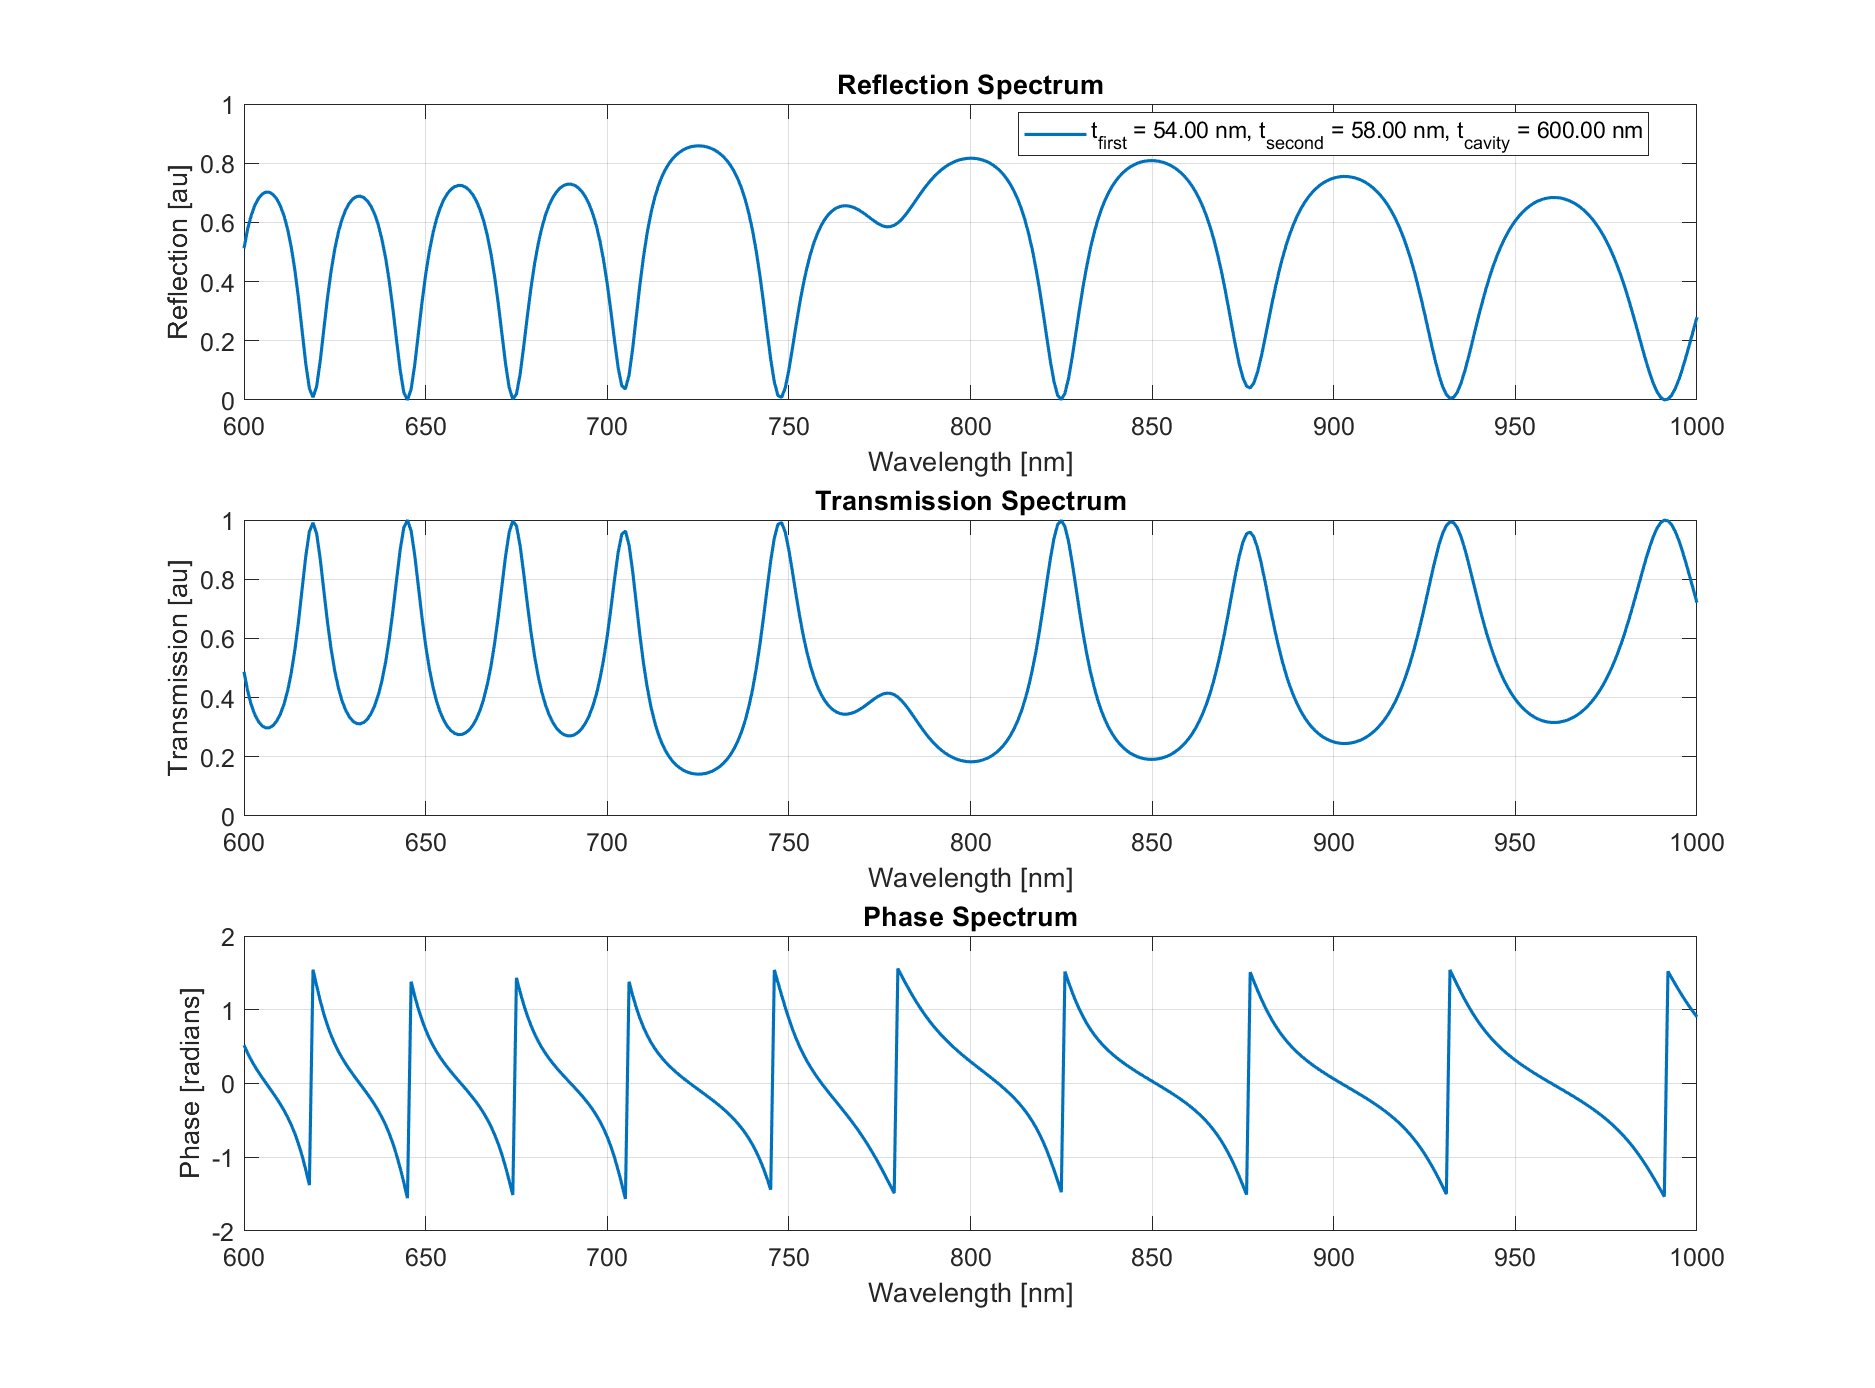 Reflection Spectrum
t_first = 54.00 nm, t_second = 58.00 nm, t_cavity = 600.00 nm
Reflection [au]
1
0.8
0.6
0.4
0.2
0
600 650 700 750 800 850 900 950 1000
Wavelength [nm]
Transmission Spectrum
Transmission [au]
1
0.8
0.6
0.4
0.2
0
600 650 700 750 800 850 900 950 1000
Wavelength [nm]
Phase Spectrum
Phase [radians]
2
1
0
-1
-2
600 650 700 750 800 850 900 950 1000
Wavelength [nm]